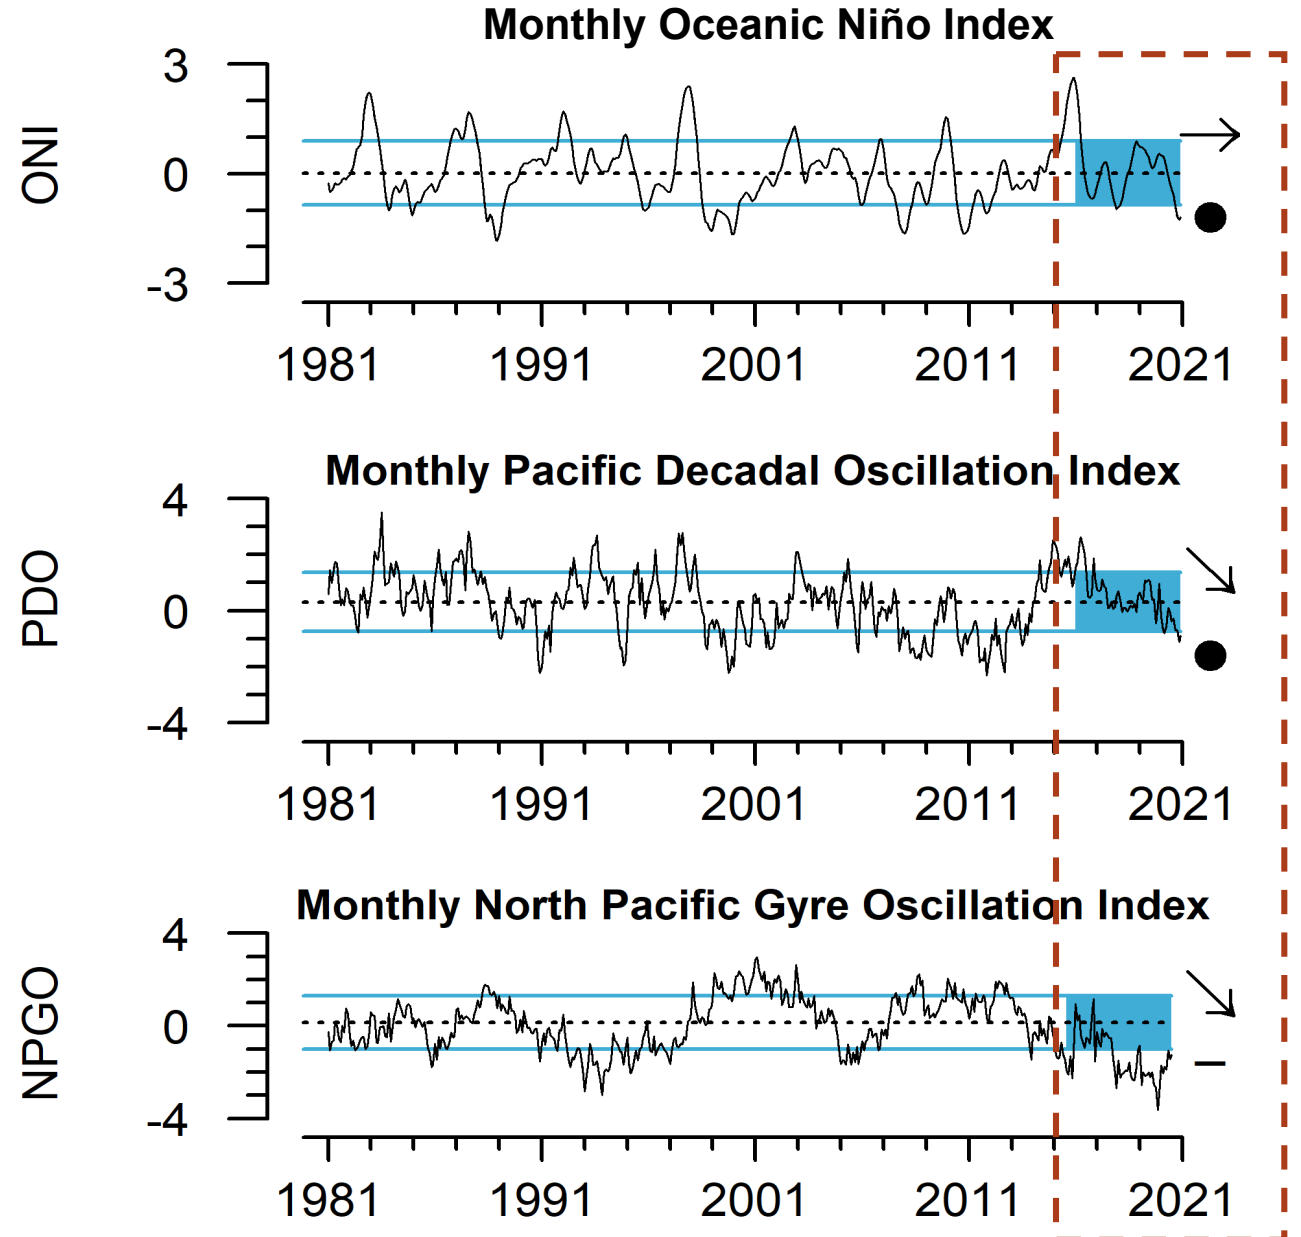 Monthly Oceanic Niño Index
ONI
3
0
-3
1981 1991 2001 2011 2021
Monthly Pacific Decadal Oscillation Index
PDO
4
0
-4
1981 1991 2001 2011 2021
Monthly North Pacific Gyre Oscillation Index
NPGO
4
0
-4
1981 1991 2001 2011 2021